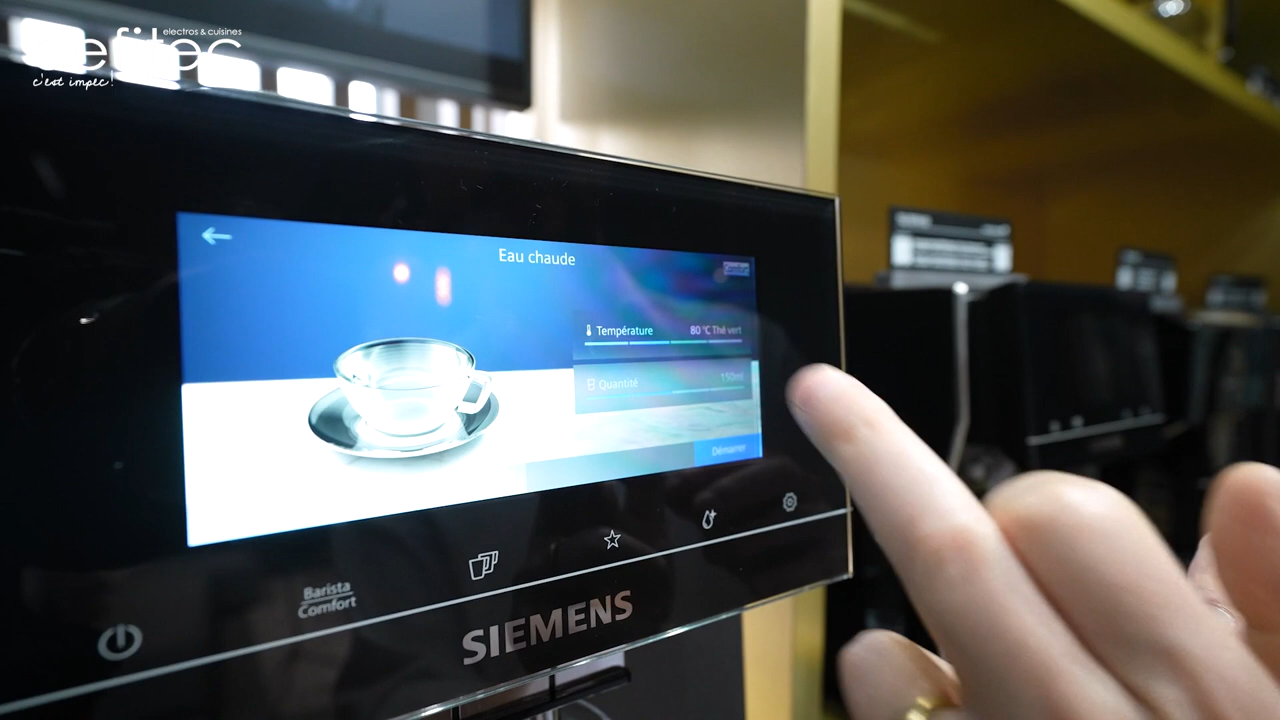 electros & cuisines
c'est impec!
Eau chaude
Température 80 °C Thé vert
Quantité 150ml
Démarrer
Barista
Comfort
SIEMENS